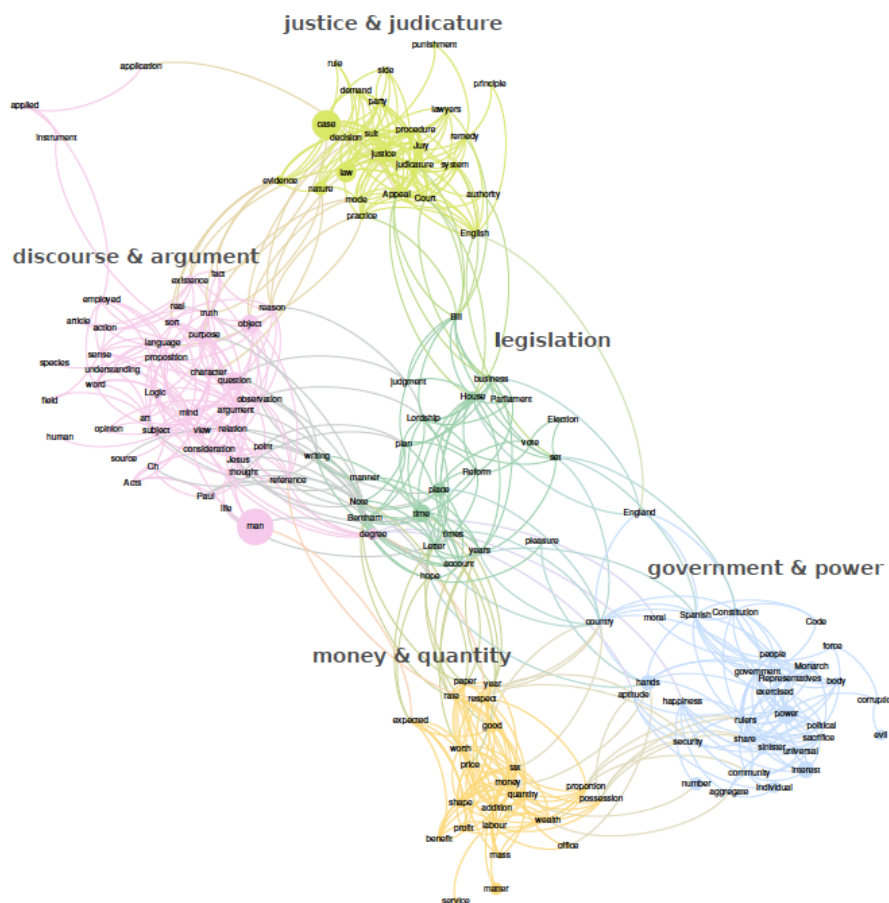 justice & judicature
punishment
rule
side
application
principle
demand
party
applied
lawyers
case
instrument
decision
suit
procedure
remedy
Jury
justice
judicature
system
law
evidence
nature
Appeal
Court
authority
mode
practice
English
discourse & argument
fact
existence
employed
real
reason
article
sort
truth
object
Bill
action
language
purpose
legislation
sense
proposition
species
understanding
character
question
judgment
business
word
Logic
observation
House
Parliament
field
mind
argument
Lordship
Election
art
opinion
subject
view
relation
human
plan
vote
consideration
point
source
Jesus
writing
set
Ch
thought
reference
manner
Reform
Acts
Paul
place
life
Note
time
England
man
Bentham
degree
times
Letter
years
pleasure
account
hope
government & power
country
moral
Spanish
Constitution
Code
money & quantity
people
force
government
Monarch
paper
year
hands
Representatives
body
rate
respect
aptitude
exercised
happiness
corruptio
expected
good
rulers
power
political
worth
security
share
sacrifice
evil
sinister
universal
price
tax
money
community
interest
proportion
number
shape
quantity
possession
aggregate
individual
addition
profit
labour
wealth
benefit
office
mass
matter
service